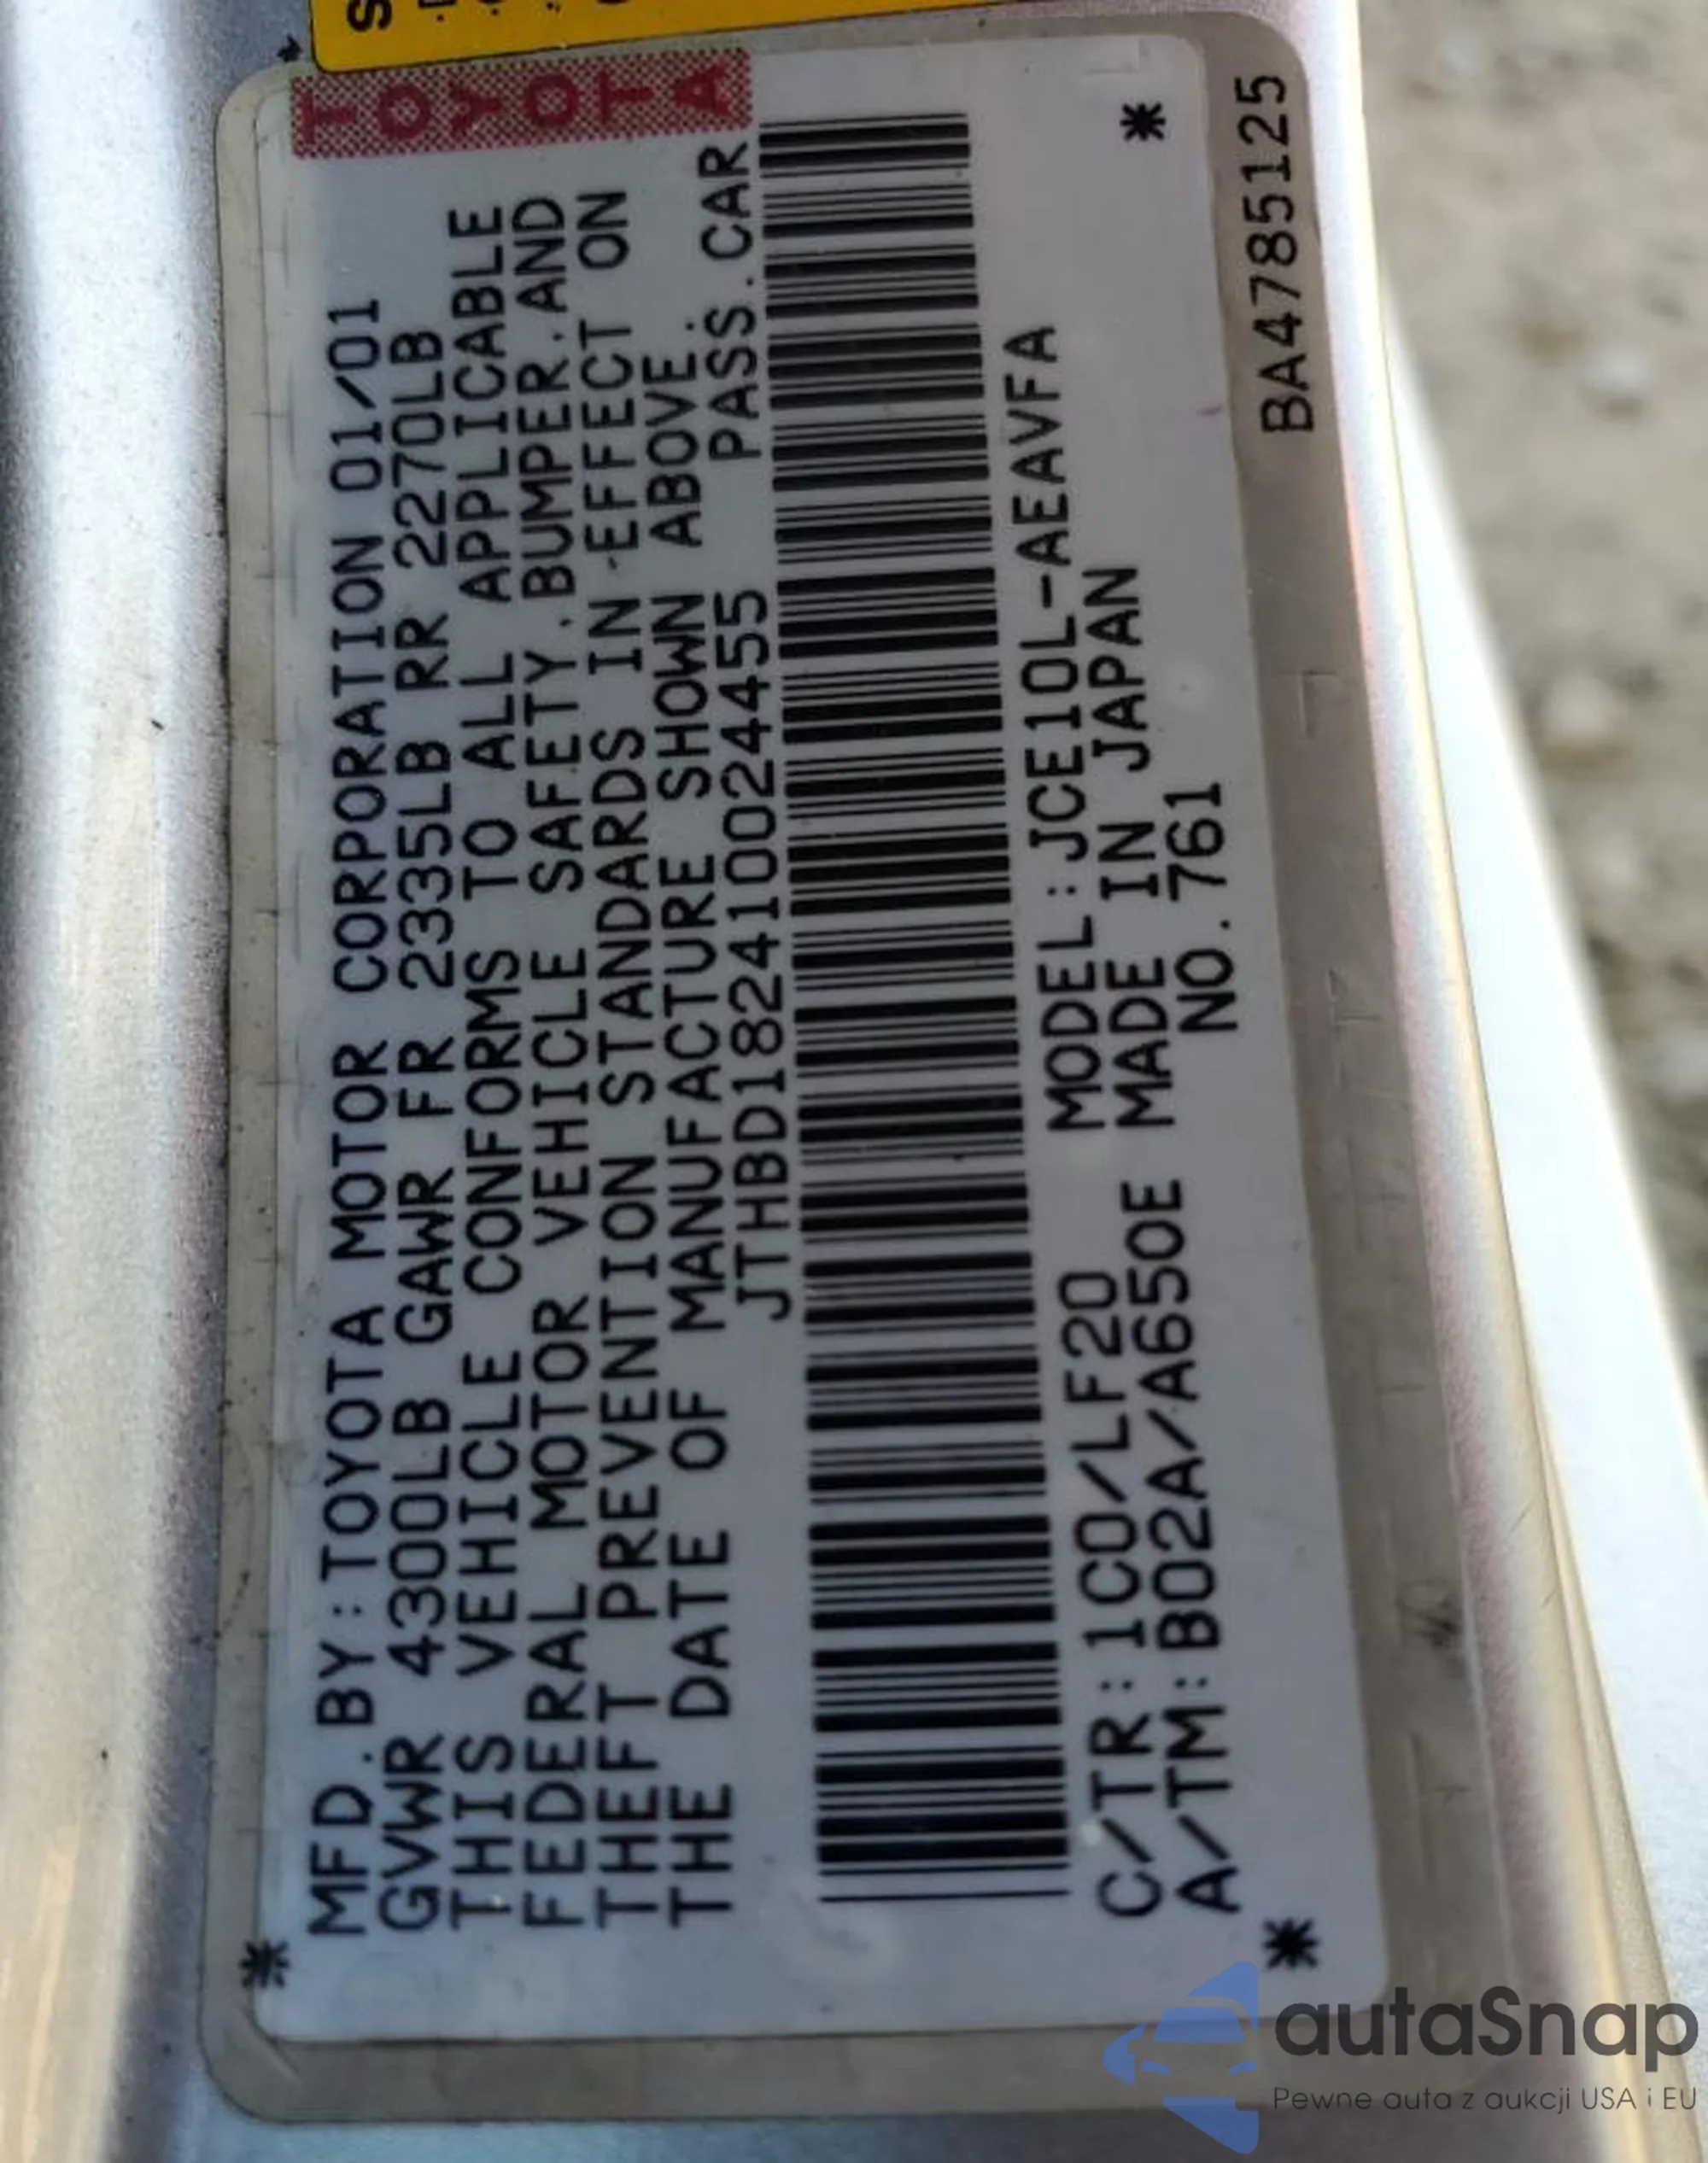 TOYOTA
MFD.BY:TOYOTA MOTOR CORPORATION 01/01
GVWR 4300LB GAWR FR 2335LB RR 2270LB
THIS VEHICLE CONFORMS TO ALL APPLICABLE
FEDERAL MOTOR VEHICLE SAFETY.BUMPER.AND
THEFT PREVENTION STANDARDS IN EFFECT ON
THE DATE OF MANUFACTURE SHOWN ABOVE.
JTHBD182410024455 PASS.CAR
C/TR:1C0/LF20 MODEL:JCE10L-AEAVFA
A/TM:B02A/A650E MADE IN JAPAN
NO.761
BA4785125
autaSnap
Pewne auta z aukcji USA i EU